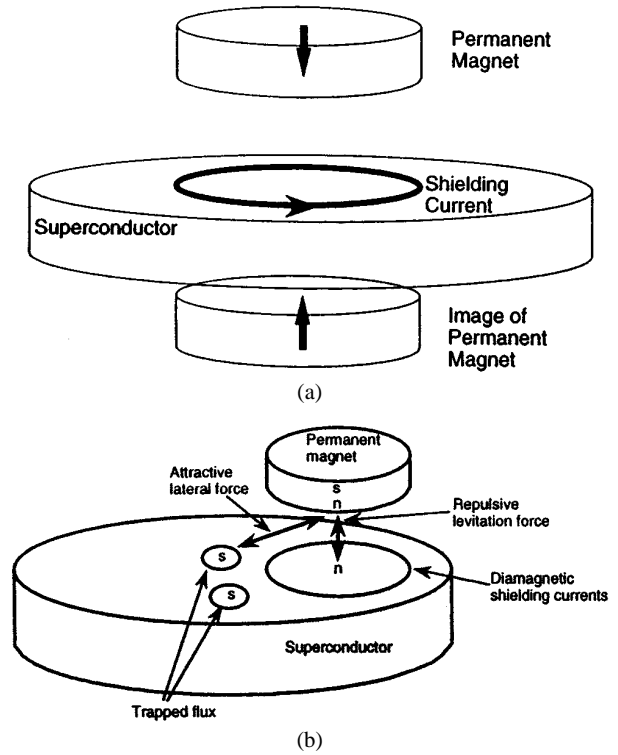 Permanent
Magnet
Shielding
Current
Superconductor
Image of
Permanent
Magnet
(a)
Permanent
magnet
Attractive
lateral force
s
n
Repulsive
levitation force
s
n
s
Diamagnetic
shielding currents
Superconductor
Trapped flux
(b)